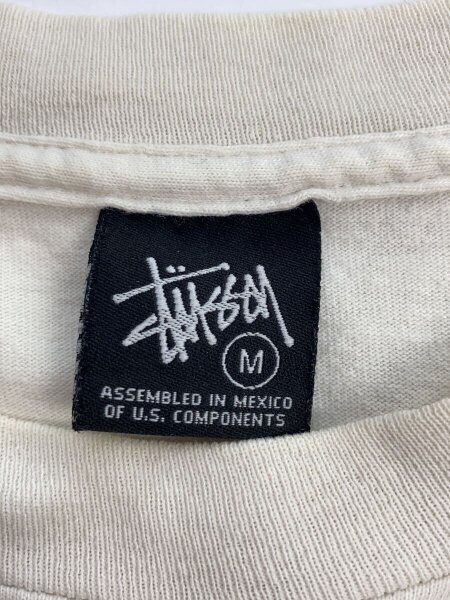 Stüssy
M
ASSEMBLED IN MEXICO
OF U.S. COMPONENTS